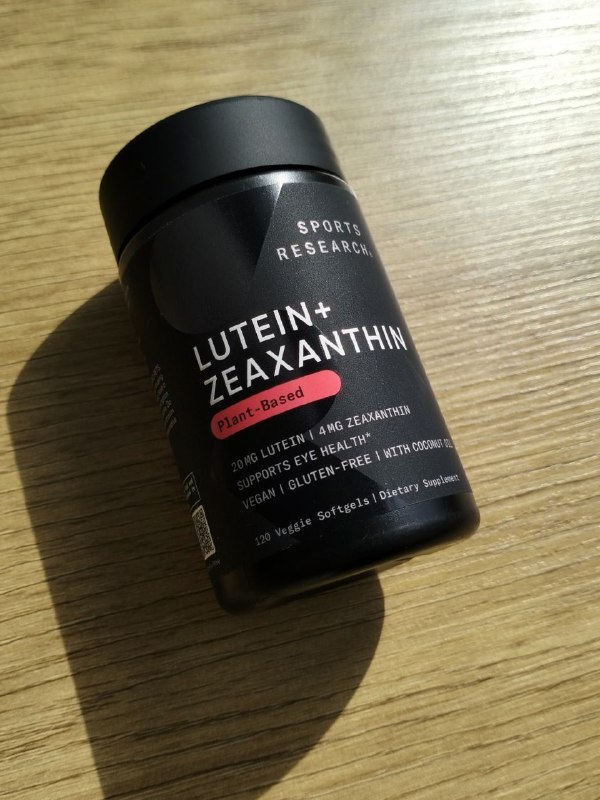 SPORTS
RESEARCH.
LUTEIN+
ZEAXANTHIN
Plant-Based
20MG LUTEIN | 4MG ZEAXANTHIN
SUPPORTS EYE HEALTH*
VEGAN | GLUTEN-FREE | WITH COCONUT OIL
120 Veggie Softgels | Dietary Supplement